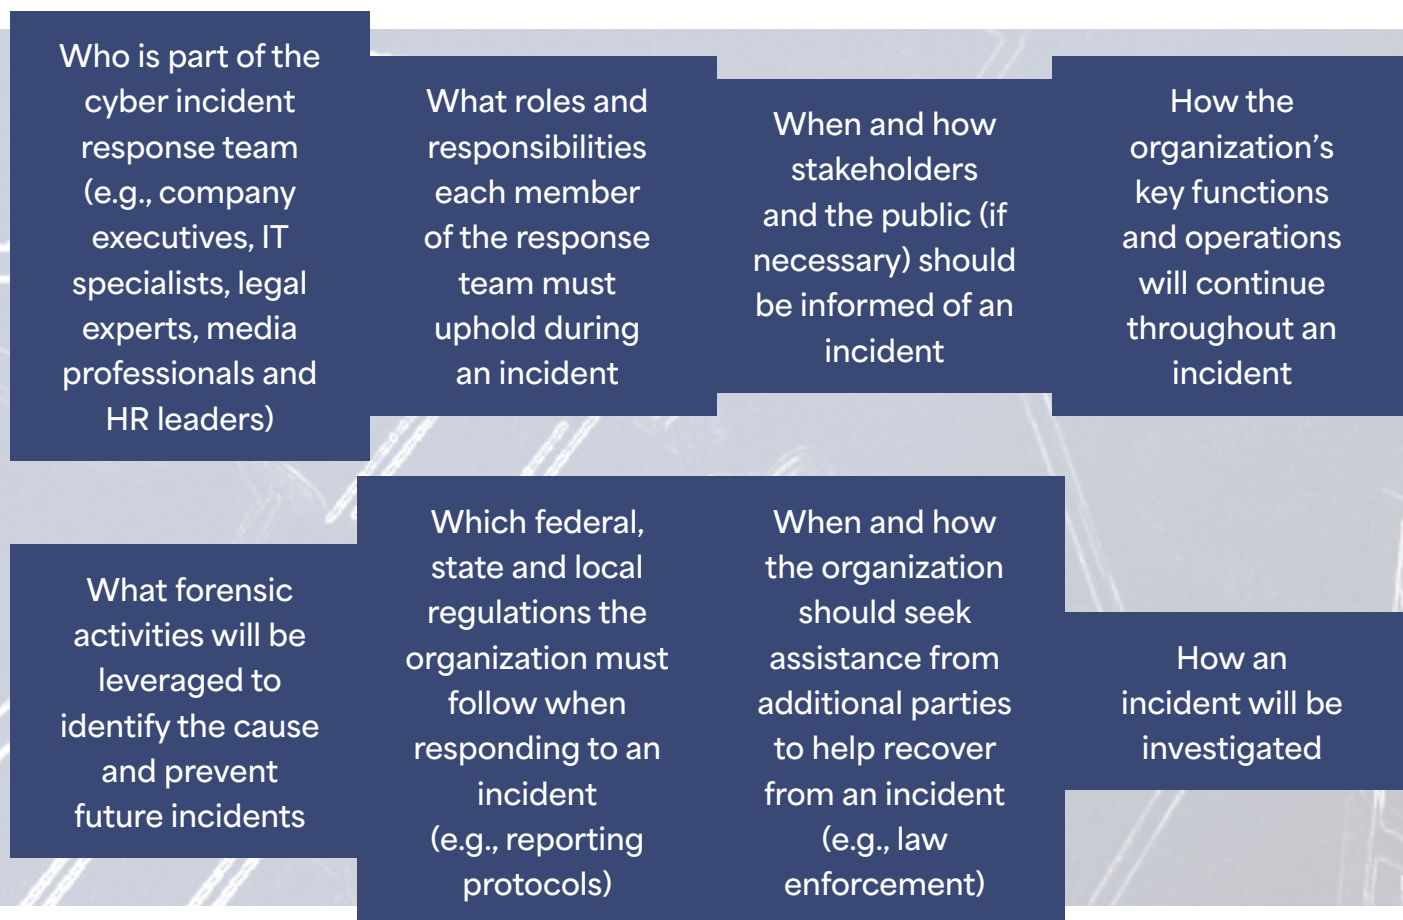 Who is part of the
cyber incident
response team
(e.g., company
executives, IT
specialists, legal
experts, media
professionals and
HR leaders)
What roles and
responsibilities
each member
of the response
team must
uphold during
an incident
When and how
stakeholders
and the public (if
necessary) should
be informed of an
incident
How the
organization’s
key functions
and operations
will continue
throughout an
incident
What forensic
activities will be
leveraged to
identify the cause
and prevent
future incidents
Which federal,
state and local
regulations the
organization must
follow when
responding to an
incident
(e.g., reporting
protocols)
When and how
the organization
should seek
assistance from
additional parties
to help recover
from an incident
(e.g., law
enforcement)
How an
incident will be
investigated